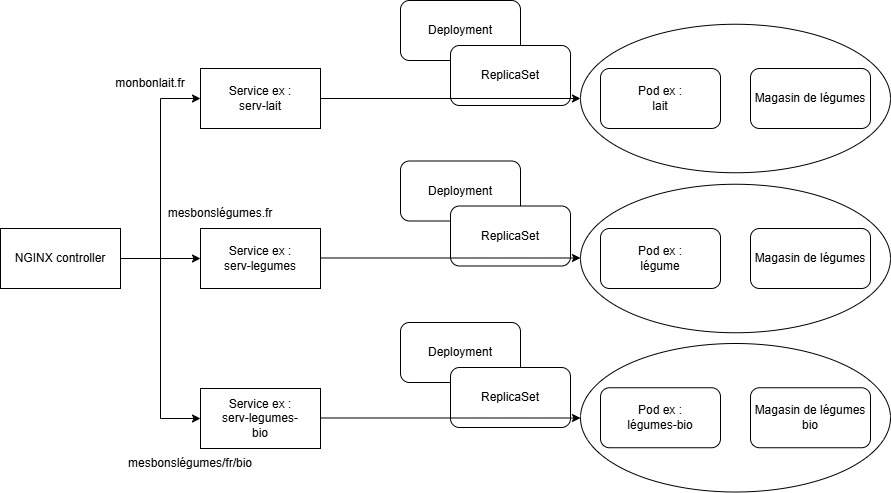 Deployment
ReplicaSet
monbonlait.fr
Service ex :
serv-lait
Pod ex :
lait
Magasin de légumes
Deployment
ReplicaSet
mesbonslégumes.fr
NGINX controller
Service ex :
serv-legumes
Pod ex :
légume
Magasin de légumes
Deployment
ReplicaSet
Service ex :
serv-legumes-
bio
Pod ex :
légumes-bio
Magasin de légumes
bio
mesbonslégumes/fr/bio